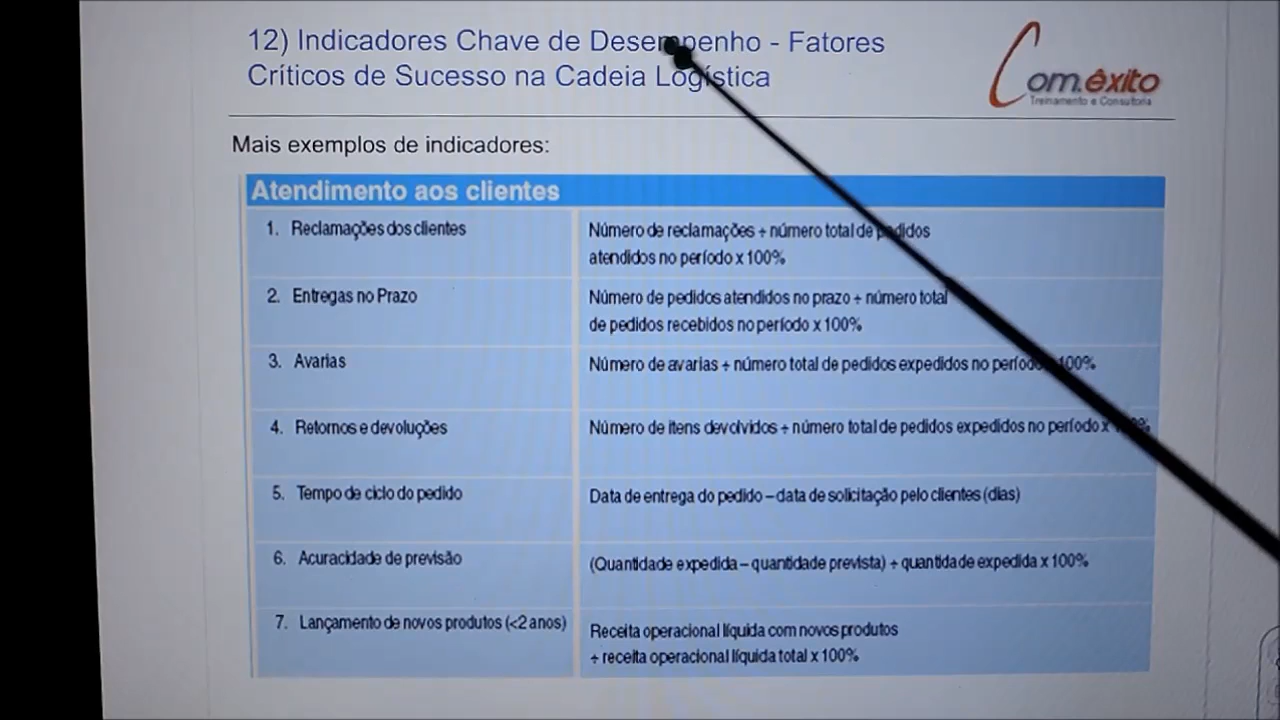 12) Indicadores Chave de Desempenho - Fatores
Críticos de Sucesso na Cadeia Logística
Com.êxito
Treinamento e Consultoria
Mais exemplos de indicadores:
Atendimento aos clientes
1. Reclamações dos clientes
Número de reclamações ÷ número total de pedidos
atendidos no período x 100%
2. Entregas no Prazo
Número de pedidos atendidos no prazo ÷ número total
de pedidos recebidos no período x 100%
3. Avarias
Número de avarias ÷ número total de pedidos expedidos no período x 100%
4. Retornos e devoluções
Número de itens devolvidos ÷ número total de pedidos expedidos no período x 100%
5. Tempo de ciclo do pedido
Data de entrega do pedido – data de solicitação pelo clientes (dias)
6. Acuracidade de previsão
(Quantidade expedida – quantidade prevista) ÷ quantidade expedida x 100%
7. Lançamento de novos produtos (<2 anos)
Receita operacional líquida com novos produtos
÷ receita operacional líquida total x 100%